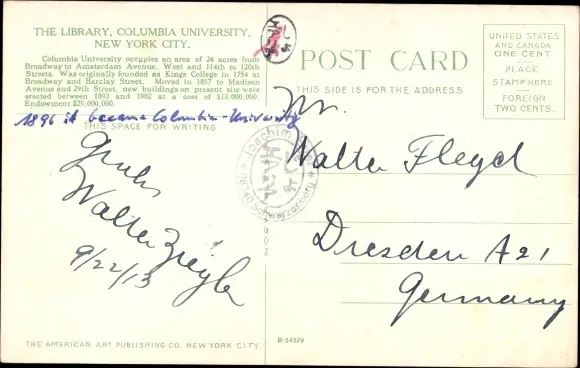 THE LIBRARY, COLUMBIA UNIVERSITY,
NEW YORK CITY.
Columbia University occupies an area of 26 acres from
Broadway to Amsterdam Avenue, West and 114th to 120th
Streets. Was originally founded as Kings College in 1754 at
Broadway and Barclay Street. Moved in 1857 to Madison
Avenue and 29th Street, new buildings on present site were
erected between 1893 and 1902 at a cost of $13,000,000.
Endowment $29,000,000.
1896 it became Columbia-University
THIS SPACE FOR WRITING
Walter
9/22/13
THE AMERICAN ART PUBLISHING CO. NEW YORK CITY.
POST CARD
THIS SIDE IS FOR THE ADDRESS
UNITED STATES
AND CANADA
ONE CENT
PLACE
STAMP HERE
FOREIGN
TWO CENTS.
Mr.
Walter Flegel
Dresden A 21
Germany
Joachim
Schwarzenberg